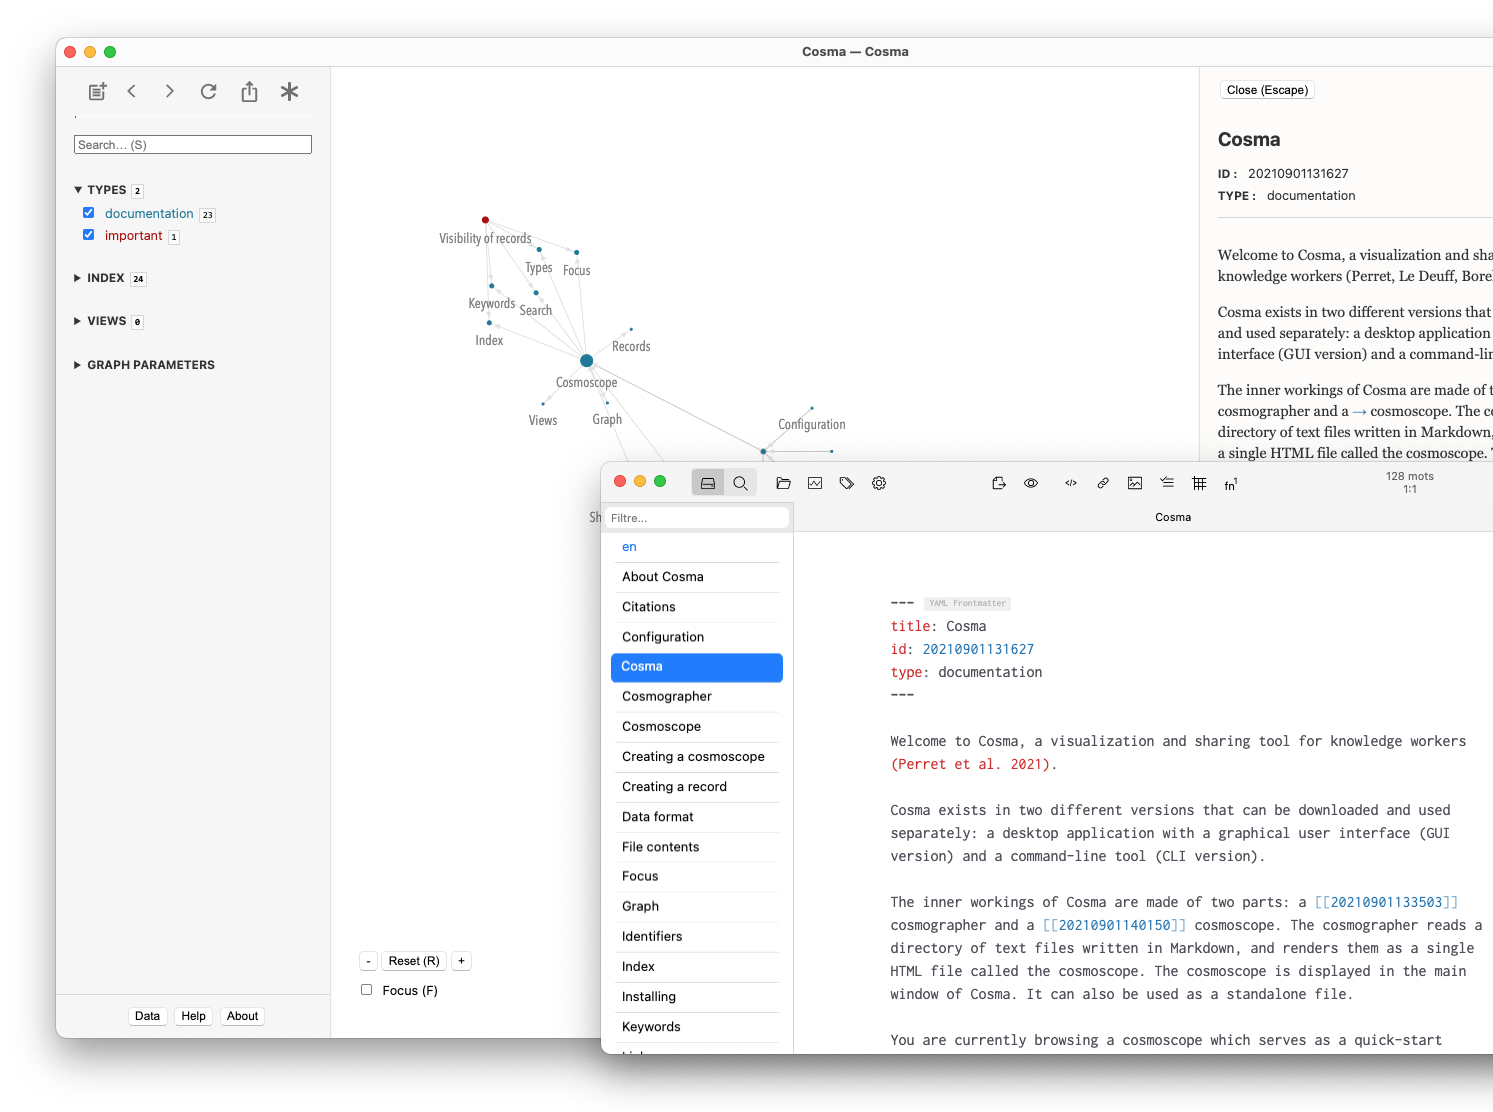 Cosma — Cosma
Search... (S)
TYPES 2
documentation 23
important 1
INDEX 24
VIEWS 0
GRAPH PARAMETERS
Data
Help
About
Visibility of records
Types
Focus
Keywords
Search
Index
Records
Cosmoscope
Views
Graph
Configuration
Sh
- Reset (R) +
Focus (F)
Close (Escape)
Cosma
ID : 20210901131627
TYPE : documentation
Welcome to Cosma, a visualization and sha
knowledge workers (Perret, Le Deuff, Bore
Cosma exists in two different versions that
and used separately: a desktop application
interface (GUI version) and a command-lin
The inner workings of Cosma are made of t
cosmographer and a → cosmoscope. The co
directory of text files written in Markdown,
a single HTML file called the cosmoscope.
128 mots
1:1
fn1
Filtre...
Cosma
en
About Cosma
Citations
Configuration
Cosma
Cosmographer
Cosmoscope
Creating a cosmoscope
Creating a record
Data format
File contents
Focus
Graph
Identifiers
Index
Installing
Keywords
--- YAML Frontmatter
title: Cosma
id: 20210901131627
type: documentation
---
Welcome to Cosma, a visualization and sharing tool for knowledge workers
(Perret et al. 2021).
Cosma exists in two different versions that can be downloaded and used
separately: a desktop application with a graphical user interface (GUI
version) and a command-line tool (CLI version).
The inner workings of Cosma are made of two parts: a [[20210901133503]]
cosmographer and a [[20210901140150]] cosmoscope. The cosmographer reads a
directory of text files written in Markdown, and renders them as a single
HTML file called the cosmoscope. The cosmoscope is displayed in the main
window of Cosma. It can also be used as a standalone file.
You are currently browsing a cosmoscope which serves as a quick-start